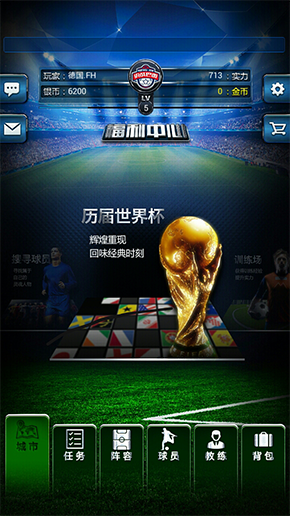 玩家：德国.FH
713：实力
银币：6200
0：金币
LV
5
福利中心
历届世界杯
辉煌重现
回味经典时刻
搜寻球员
训练场
城市
任务
阵容
球员
教练
背包